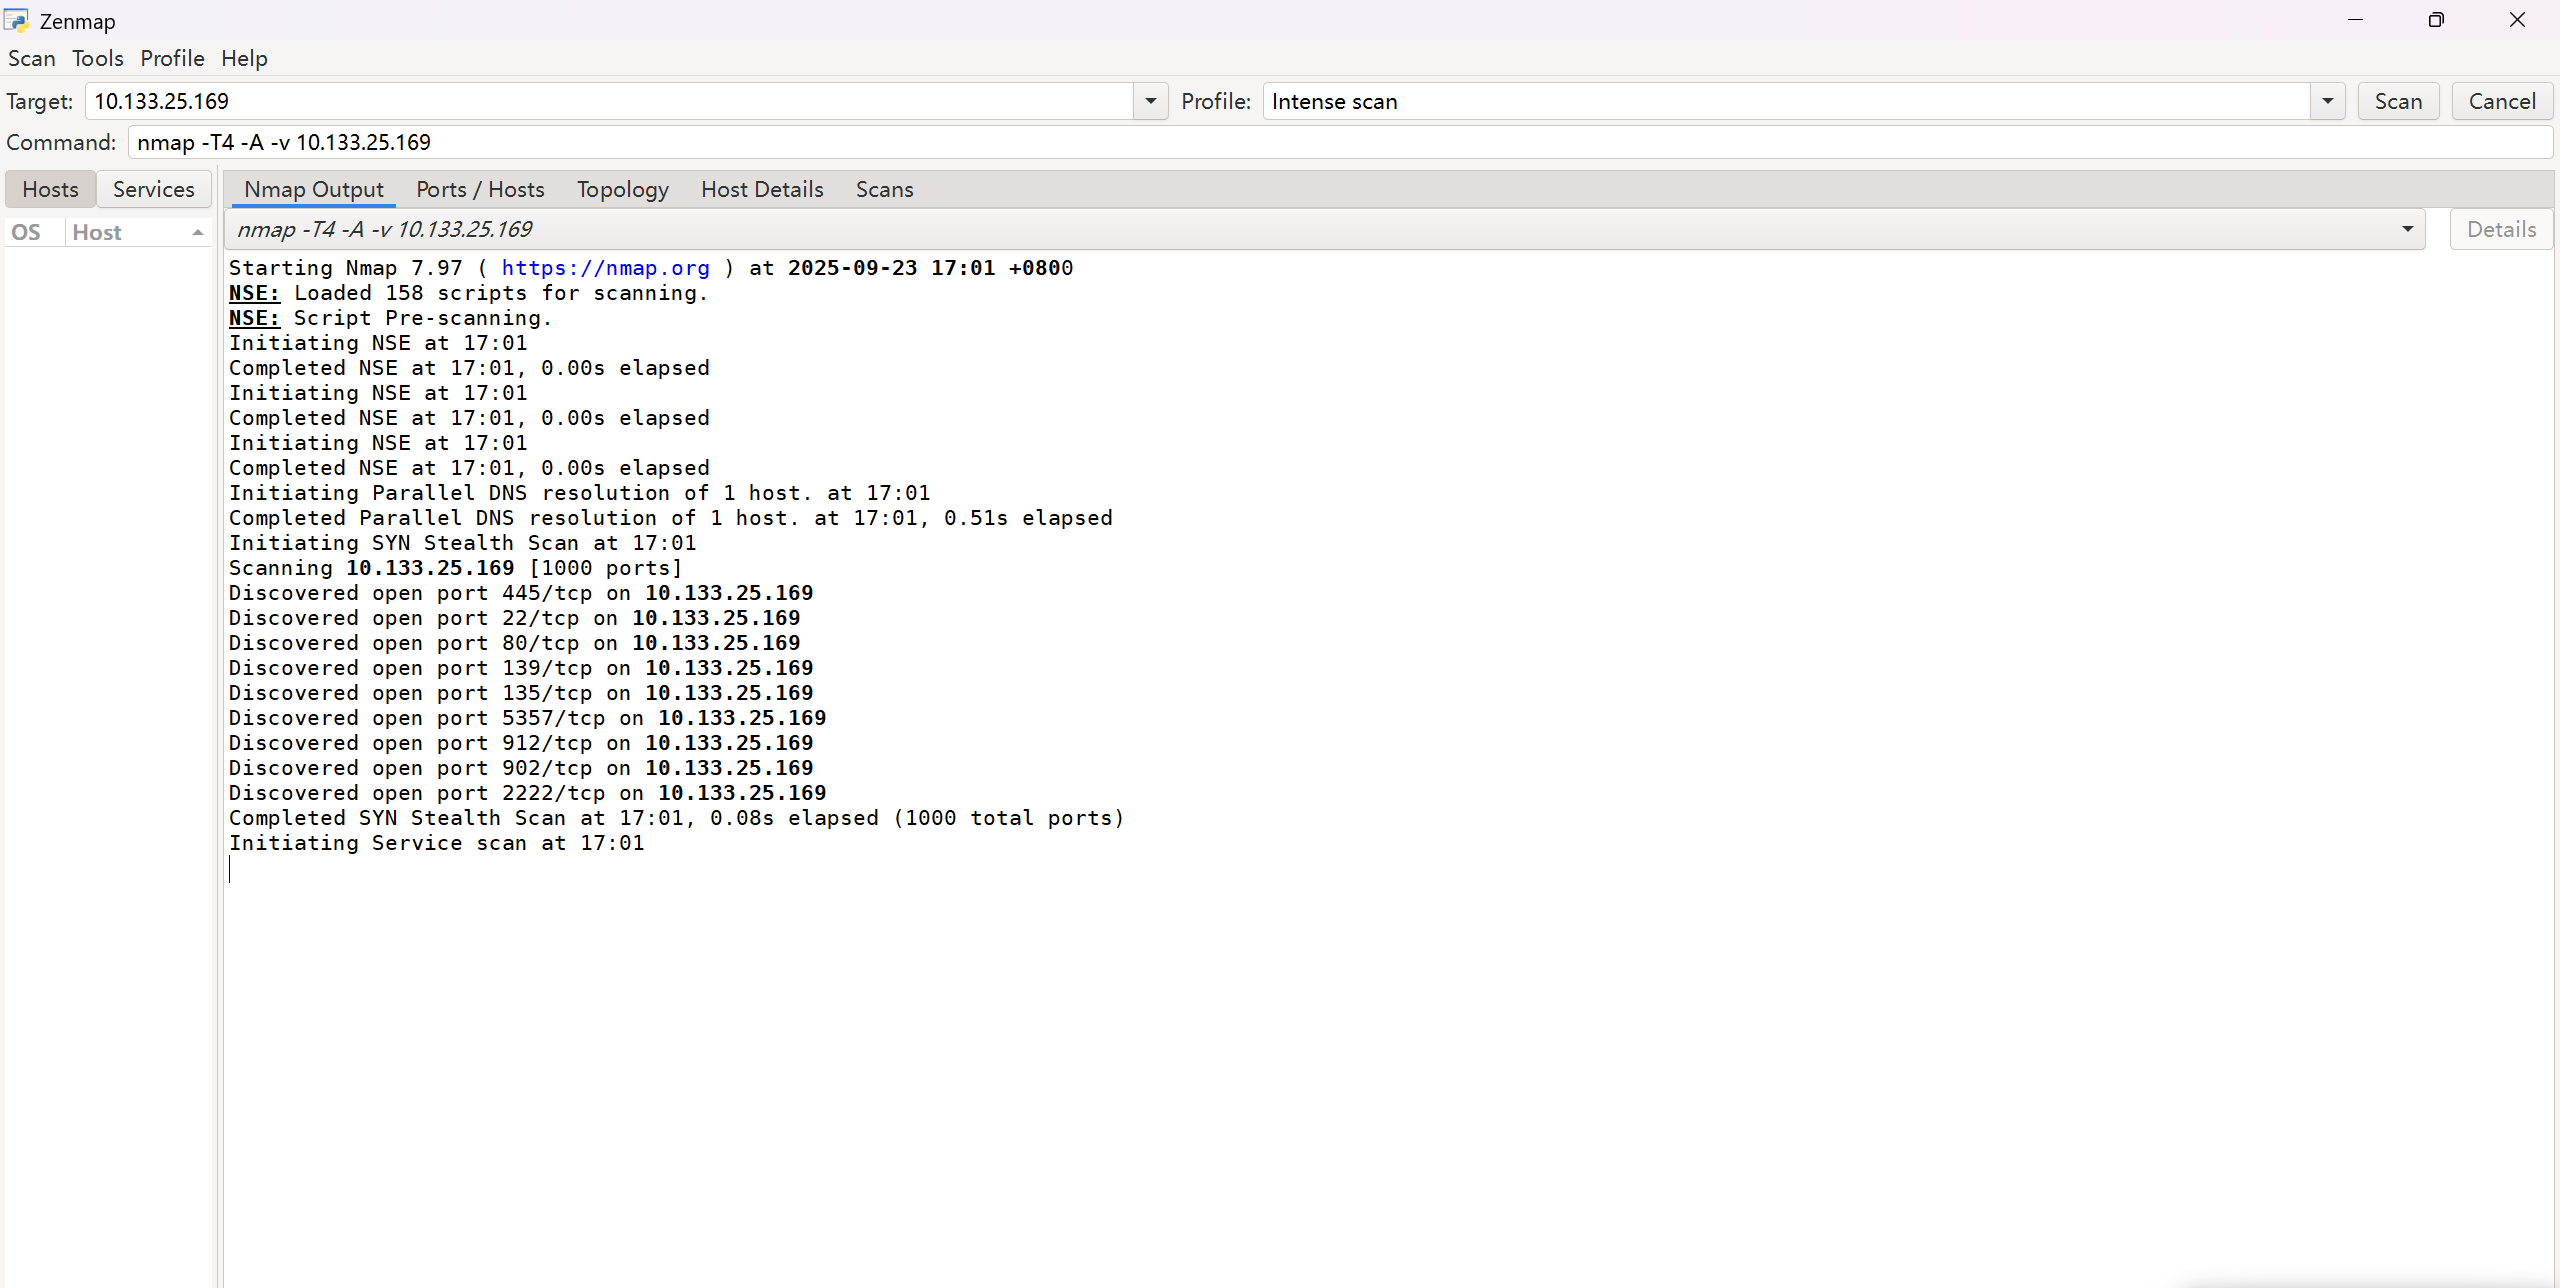 Zenmap
Scan Tools Profile Help
Target: 10.133.25.169 Profile: Intense scan Scan Cancel
Command: nmap -T4 -A -v 10.133.25.169
Hosts Services Nmap Output Ports / Hosts Topology Host Details Scans
OS Host nmap -T4 -A -v 10.133.25.169 Details
Starting Nmap 7.97 ( https://nmap.org ) at 2025-09-23 17:01 +0800
NSE: Loaded 158 scripts for scanning.
NSE: Script Pre-scanning.
Initiating NSE at 17:01
Completed NSE at 17:01, 0.00s elapsed
Initiating NSE at 17:01
Completed NSE at 17:01, 0.00s elapsed
Initiating NSE at 17:01
Completed NSE at 17:01, 0.00s elapsed
Initiating Parallel DNS resolution of 1 host. at 17:01
Completed Parallel DNS resolution of 1 host. at 17:01, 0.51s elapsed
Initiating SYN Stealth Scan at 17:01
Scanning 10.133.25.169 [1000 ports]
Discovered open port 445/tcp on 10.133.25.169
Discovered open port 22/tcp on 10.133.25.169
Discovered open port 80/tcp on 10.133.25.169
Discovered open port 139/tcp on 10.133.25.169
Discovered open port 135/tcp on 10.133.25.169
Discovered open port 5357/tcp on 10.133.25.169
Discovered open port 912/tcp on 10.133.25.169
Discovered open port 902/tcp on 10.133.25.169
Discovered open port 2222/tcp on 10.133.25.169
Completed SYN Stealth Scan at 17:01, 0.08s elapsed (1000 total ports)
Initiating Service scan at 17:01